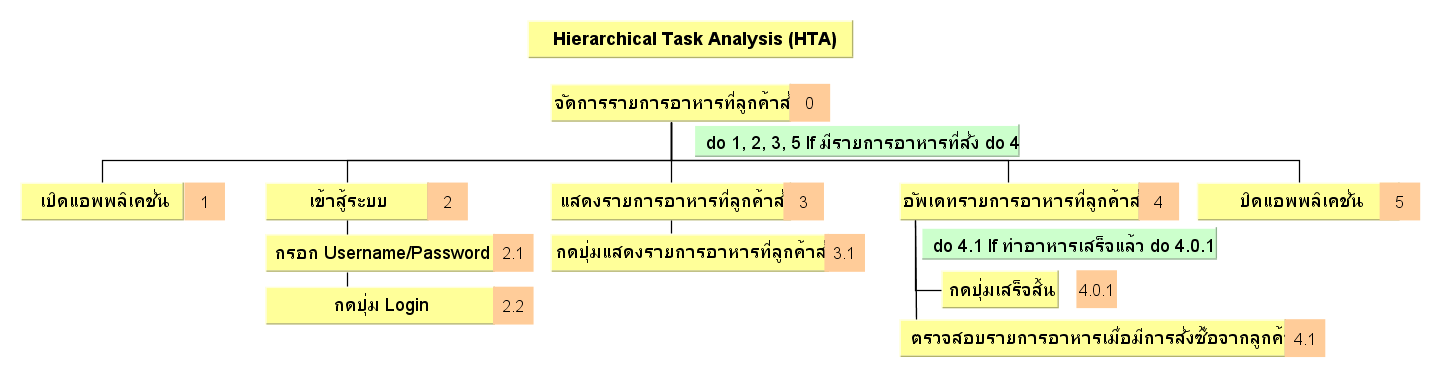 Hierarchical Task Analysis (HTA)
จัดการรายการอาหารที่ลูกค้าส 0
do 1, 2, 3, 5 If มีรายการอาหารที่สั่ง do 4
เปิดแอพพลิเคชั่น 1
เข้าสู้ระบบ 2
แสดงรายการอาหารที่ลูกค้าส 3
อัพเดทรายการอาหารที่ลูกค้าส 4
ปิดแอพพลิเคชั่น 5
กรอก Username/Password 2.1
กดปุ่มแสดงรายการอาหารที่ลูกค้าส 3.1
do 4.1 If ทำอาหารเสร็จแล้ว do 4.0.1
กดปุ่ม Login 2.2
กดปุ่มเสร็จสิ้น 4.0.1
ตรวจสอบรายการอาหารเมื่อมีการสั่งซื้อจากลูกค้ 4.1